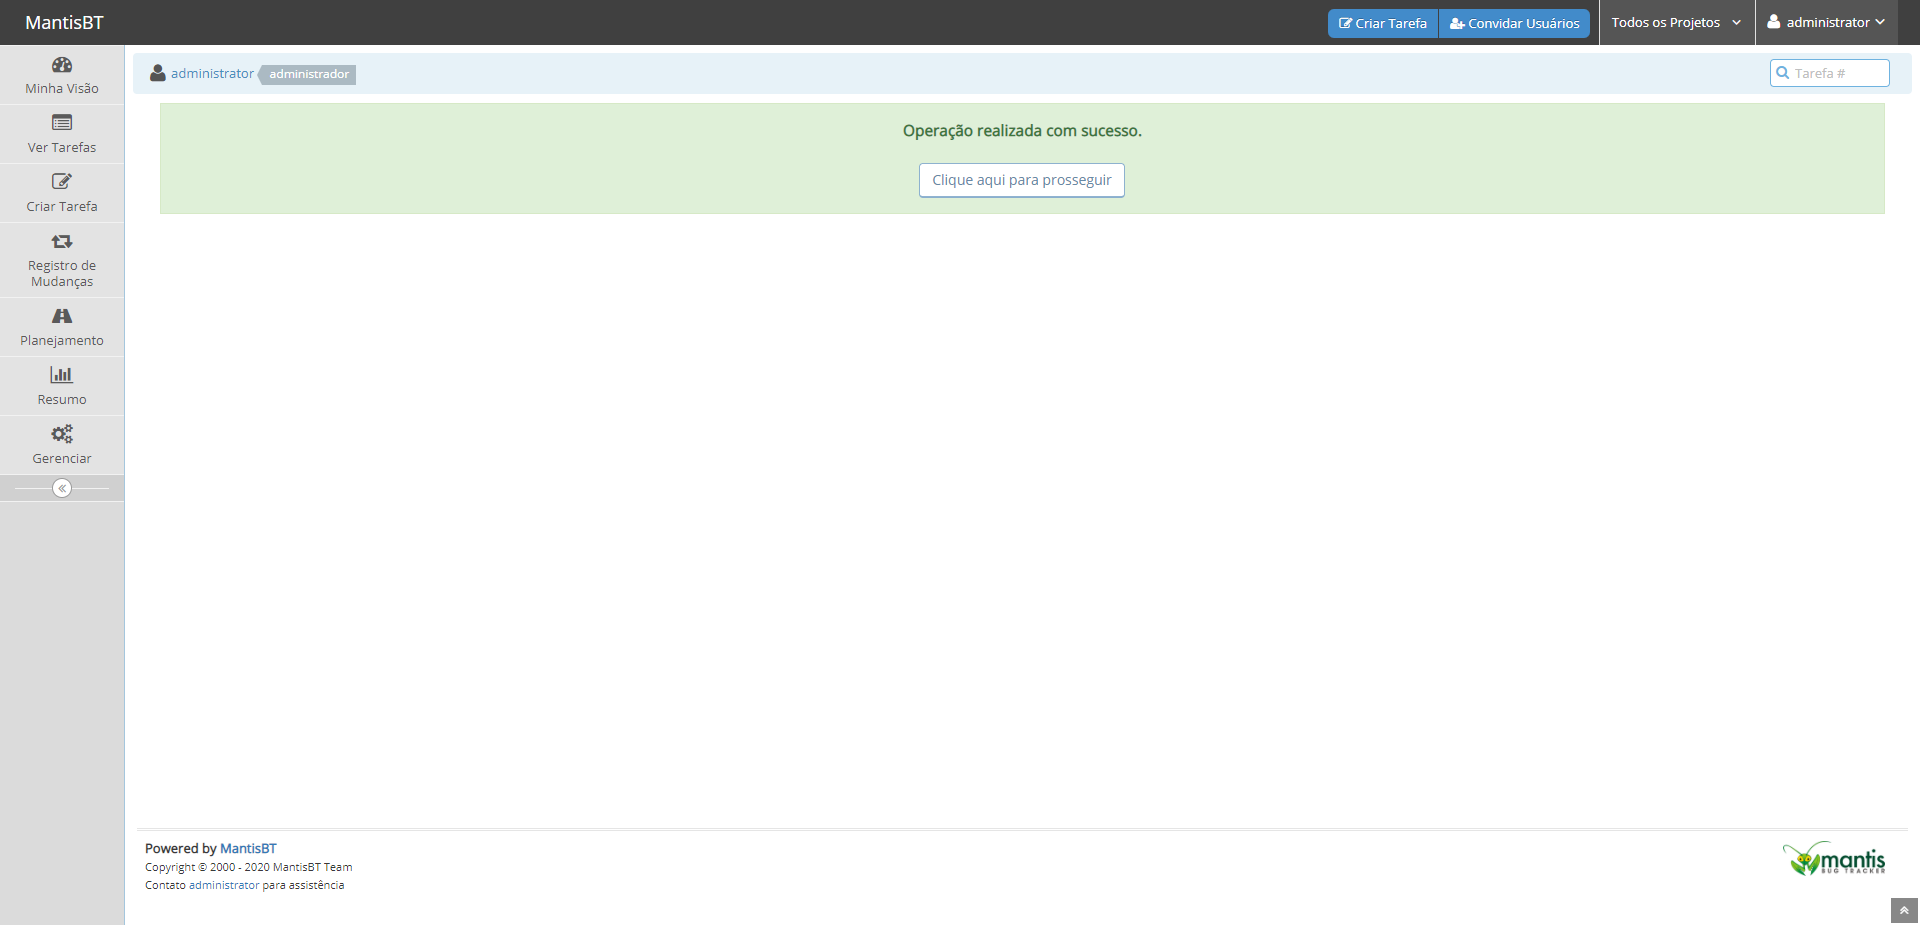 MantisBT
Criar Tarefa
Convidar Usuários
Todos os Projetos
administrator
Minha Visão
Ver Tarefas
Criar Tarefa
Registro de
Mudanças
Planejamento
Resumo
Gerenciar
administrator administrador
Tarefa #
Operação realizada com sucesso.
Clique aqui para prosseguir
Powered by MantisBT
Copyright © 2000 - 2020 MantisBT Team
Contato administrator para assistência
mantis
BUG TRACKER